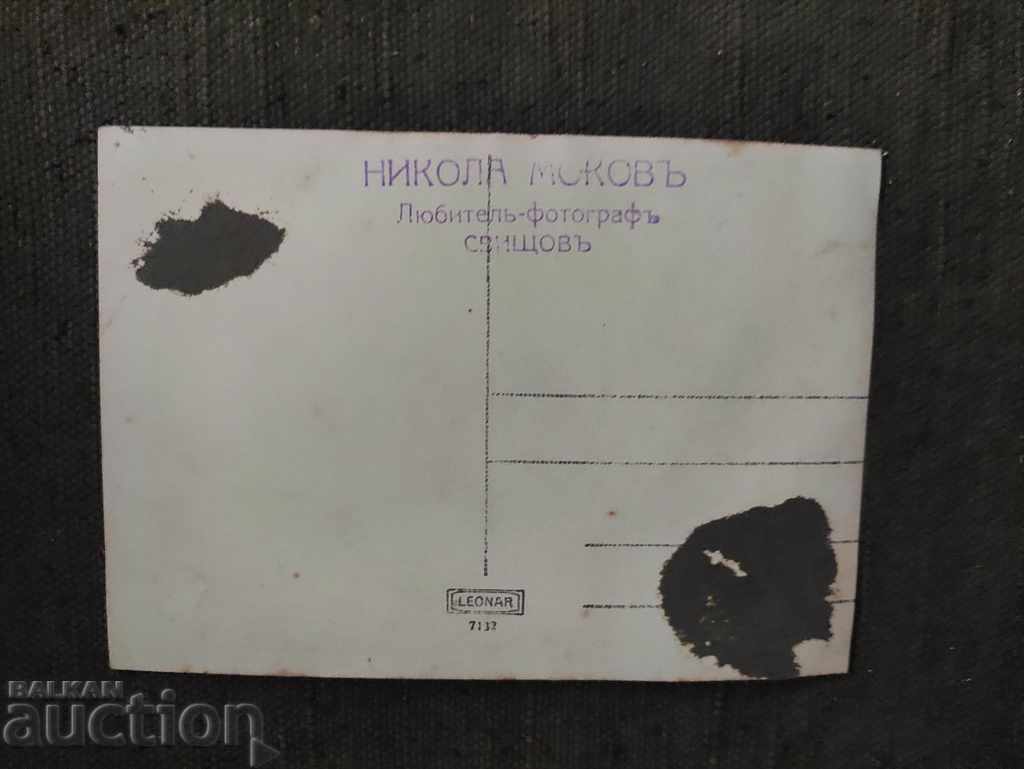 НИКОЛА МОКОВЪ
Любитель-фотографъ
СВИЩОВЪ
LEONAR
7132
BALKAN
auction